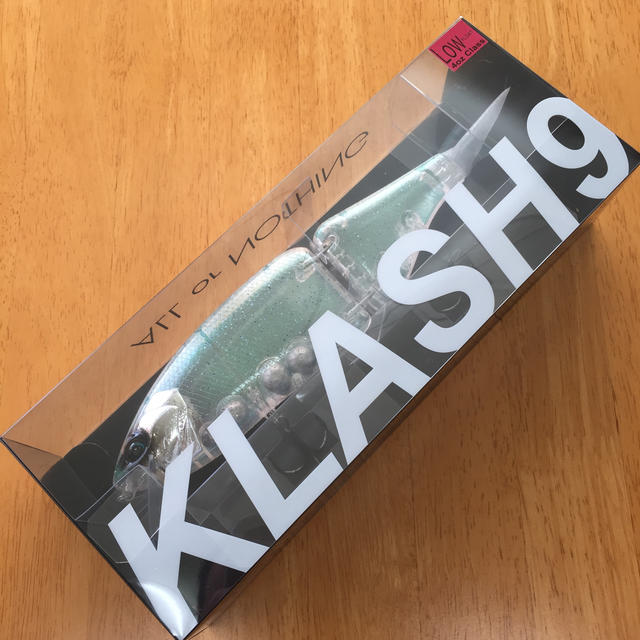 LOW
4oz Class
KLASH9
ALL or NOTHING